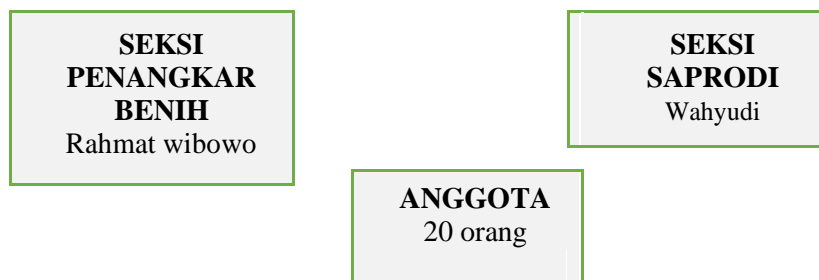 SEKSI
PENANGKAR
BENIH
Rahmat wibowo
SEKSI
SAPRODI
Wahyudi
ANGGOTA
20 orang